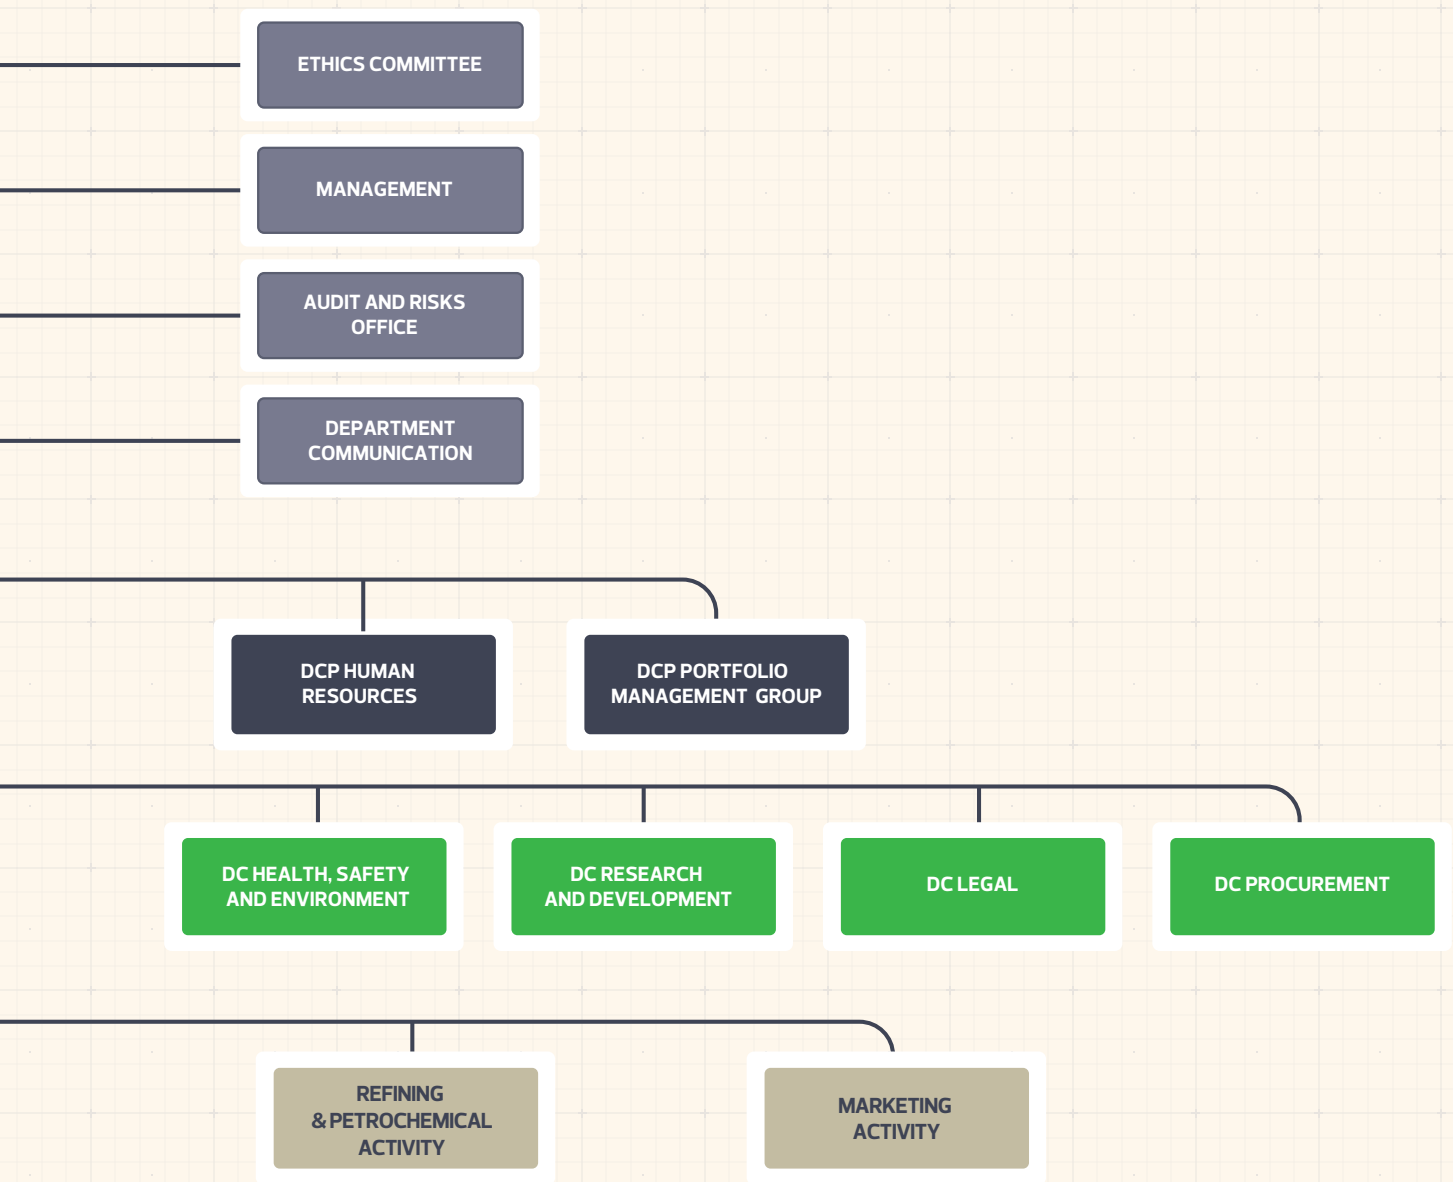 ETHICS COMMITTEE
MANAGEMENT
AUDIT AND RISKS
OFFICE
DEPARTMENT
COMMUNICATION
DCP HUMAN
RESOURCES
DCP PORTFOLIO
MANAGEMENT GROUP
DC HEALTH, SAFETY
AND ENVIRONMENT
DC RESEARCH
AND DEVELOPMENT
DC LEGAL
DC PROCUREMENT
REFINING
& PETROCHEMICAL
ACTIVITY
MARKETING
ACTIVITY